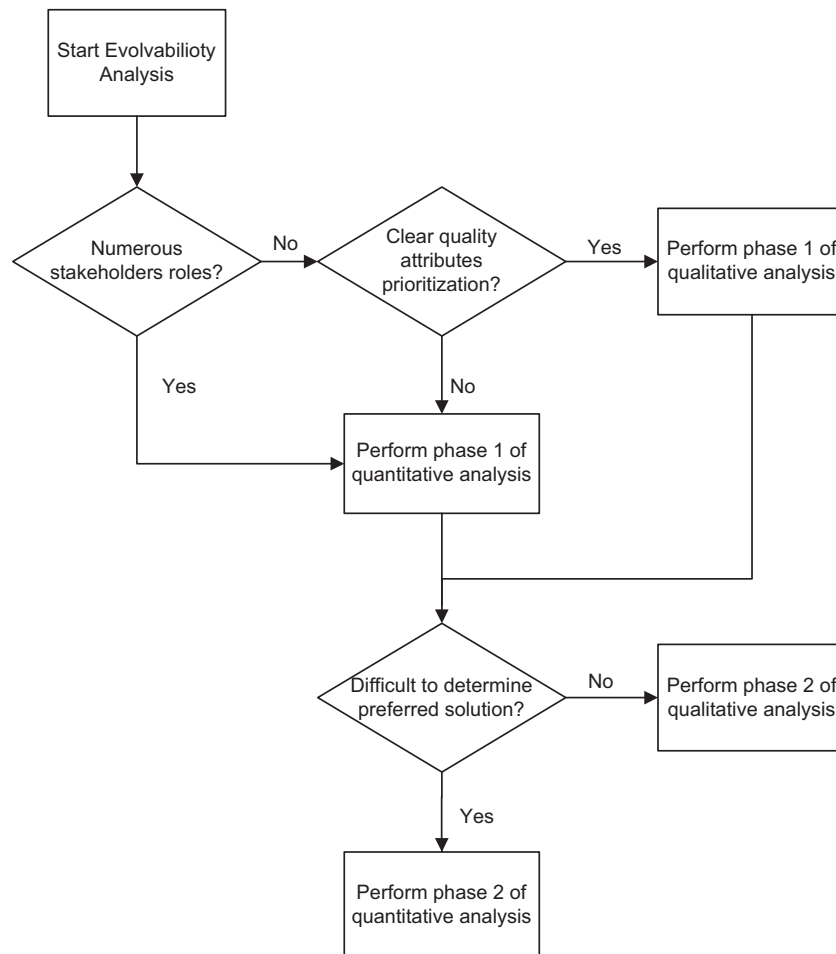 Start Evolvabilioty
Analysis
Numerous
stakeholders roles?
No
Clear quality
attributes
prioritization?
Yes
Perform phase 1 of
qualitative analysis
Yes
No
Perform phase 1 of
quantitative analysis
Difficult to determine
preferred solution?
No
Perform phase 2 of
qualitative analysis
Yes
Perform phase 2 of
quantitative analysis